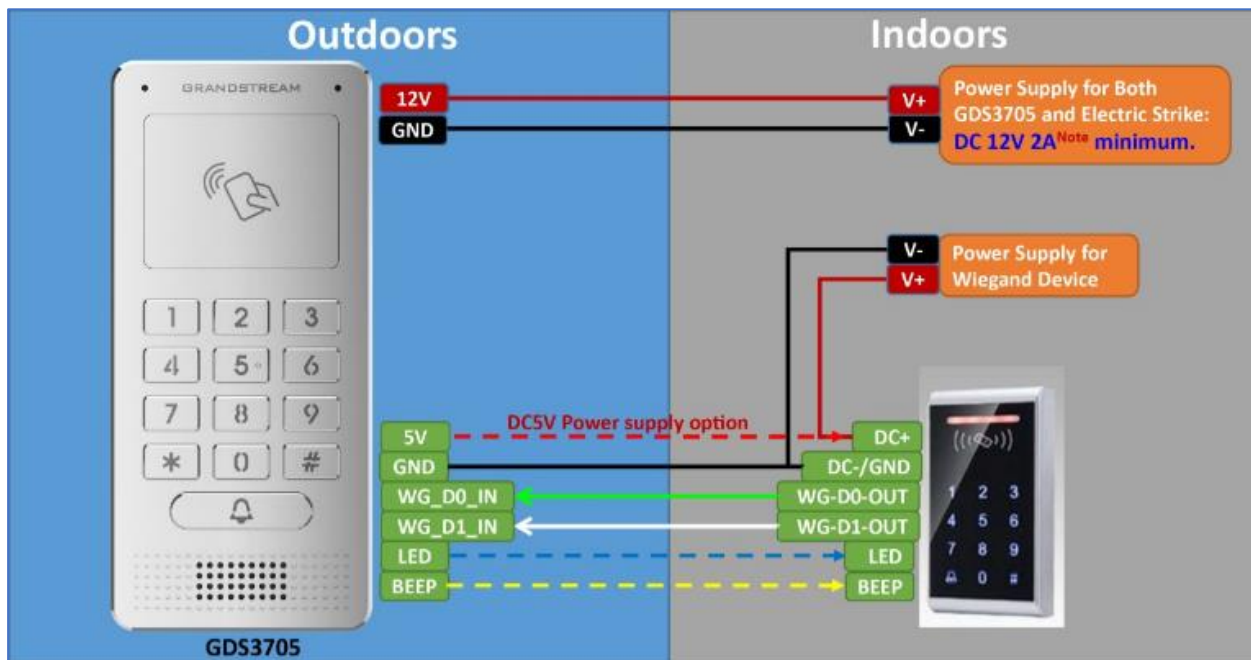 Outdoors
Indoors
GRANDSTREAM
12V
GND
V+
V-
Power Supply for Both
GDS3705 and Electric Strike:
DC 12V 2A Note minimum.
V-
V+
Power Supply for
Wiegand Device
1 2 3
4 5 6
7 8 9
* 0 #
DC5V Power supply option
5V
GND
WG_D0_IN
WG_D1_IN
LED
BEEP
DC+
DC-/GND
WG-D0-OUT
WG-D1-OUT
LED
BEEP
1 2 3
4 5 6
7 8 9
0 #
GDS3705